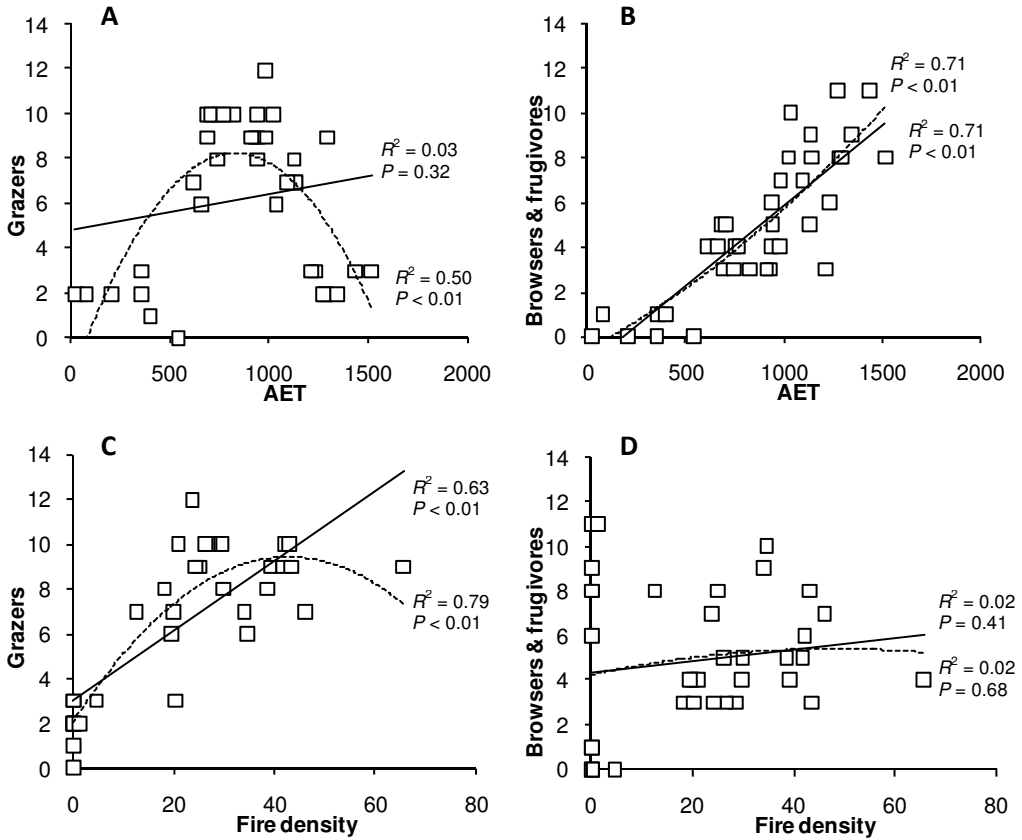 A
14
12
10
8
6
4
2
0
Grazers
R² = 0.03
P = 0.32
R² = 0.50
P < 0.01
0 500 1000 1500 2000
AET
B
14
12
10
8
6
4
2
0
Browsers & frugivores
R² = 0.71
P < 0.01
R² = 0.71
P < 0.01
0 500 1000 1500 2000
AET
C
14
12
10
8
6
4
2
0
Grazers
R² = 0.63
P < 0.01
R² = 0.79
P < 0.01
0 20 40 60 80
Fire density
D
14
12
10
8
6
4
2
0
Browsers & frugivores
R² = 0.02
P = 0.41
R² = 0.02
P = 0.68
0 20 40 60 80
Fire density